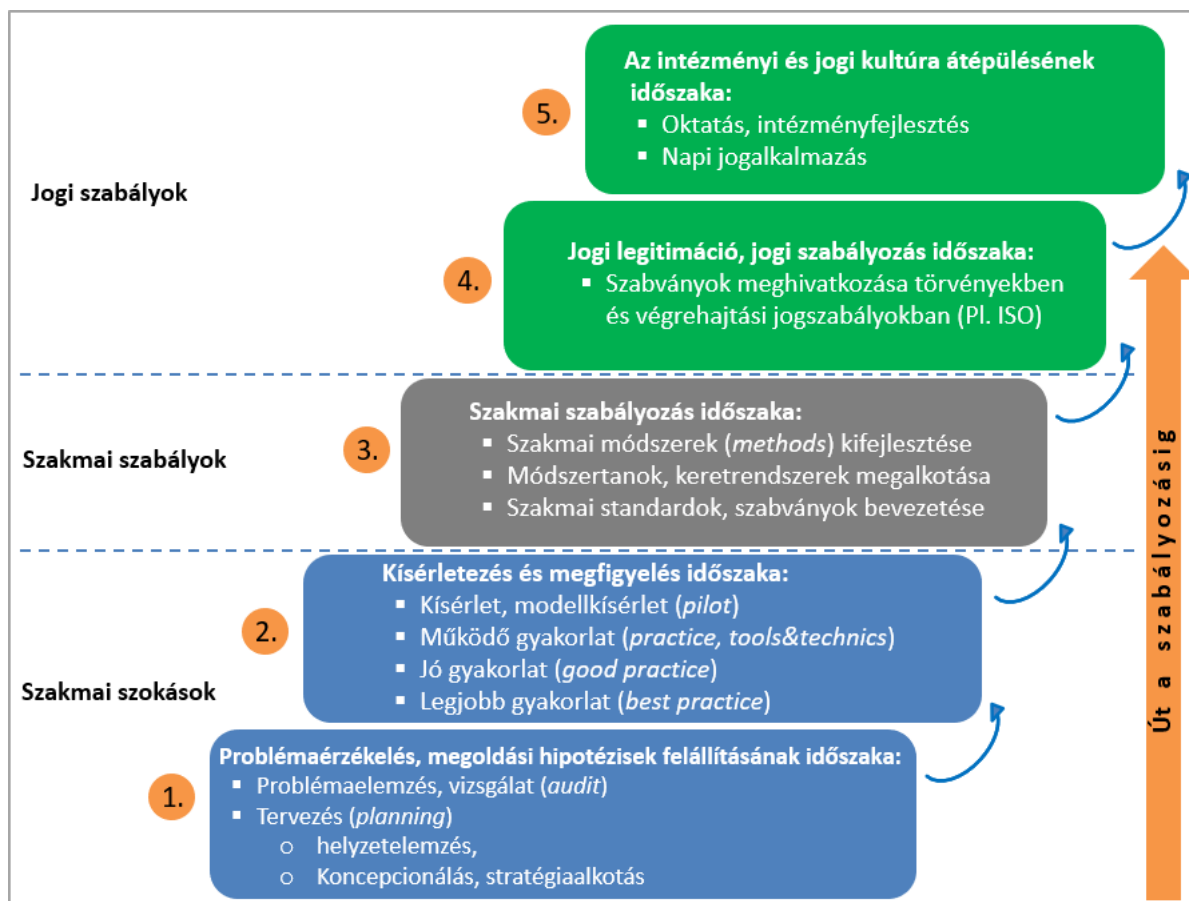 Az intézményi és jogi kultúra átépülésének
időszaka:
5.
▪ Oktatás, intézményfejlesztés
▪ Napi jogalkalmazás
Jogi szabályok
Jogi legitimáció, jogi szabályozás időszaka:
4.
▪ Szabványok meghivatkozása törvényekben
és végrehajtási jogszabályokban (Pl. ISO)
Szakmai szabályozás időszaka:
3.
▪ Szakmai módszerek (methods) kifejlesztése
▪ Módszertanok, keretrendszerek megalkotása
▪ Szakmai standardok, szabványok bevezetése
Szakmai szabályok
Kísérletezés és megfigyelés időszaka:
2.
▪ Kísérlet, modellkísérlet (pilot)
▪ Működő gyakorlat (practice, tools&technics)
▪ Jó gyakorlat (good practice)
▪ Legjobb gyakorlat (best practice)
Szakmai szokások
Problémaérzékelés, megoldási hipotézisek felállításának időszaka:
1.
▪ Problémaelemzés, vizsgálat (audit)
▪ Tervezés (planning)
o helyzetelemzés,
o Koncepcionálás, stratégiaalkotás
Út a szabályozásig